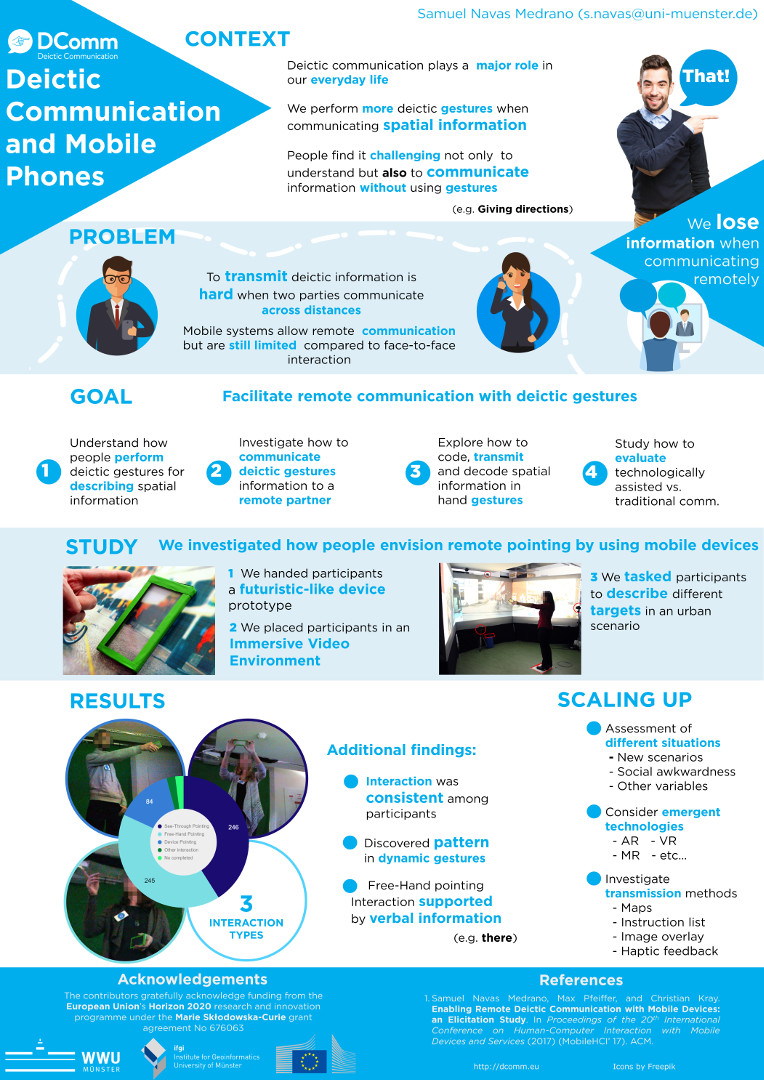 Samuel Navas Medrano (s.navas@uni-muenster.de)
DComm
Deictic Communication
Deictic
Communication
and Mobile
Phones
CONTEXT
Deictic communication plays a major role in
our everyday life
We perform more deictic gestures when
communicating spatial information
People find it challenging not only to
understand but also to communicate
information without using gestures
(e.g. Giving directions)
That!
We lose
information when
communicating
remotely
PROBLEM
To transmit deictic information is
hard when two parties communicate
across distances
Mobile systems allow remote communication
but are still limited compared to face-to-face
interaction
GOAL
Facilitate remote communication with deictic gestures
1
Understand how
people perform
deictic gestures for
describing spatial
information
2
Investigate how to
communicate
deictic gestures
information to a
remote partner
3
Explore how to
code, transmit
and decode spatial
information in
hand gestures
4
Study how to
evaluate
technologically
assisted vs.
traditional comm.
STUDY
We investigated how people envision remote pointing by using mobile devices
1 We handed participants
a futuristic-like device
prototype
2 We placed participants in an
Immersive Video
Environment
3 We tasked participants
to describe different
targets in an urban
scenario
RESULTS
84
246
245
See-Through Pointing
Free-Hand Pointing
Device Pointing
Other interaction
No completed
3
INTERACTION
TYPES
Additional findings:
Interaction was
consistent among
participants
Discovered pattern
in dynamic gestures
Free-Hand pointing
Interaction supported
by verbal information
(e.g. there)
SCALING UP
Assessment of
different situations
- New scenarios
- Social awkwardness
- Other variables
Consider emergent
technologies
- AR - VR
- MR - etc...
Investigate
transmission methods
- Maps
- Instruction list
- Image overlay
- Haptic feedback
Acknowledgements
The contributors gratefully acknowledge funding from the
European Union's Horizon 2020 research and innovation
programme under the Marie Skłodowska-Curie grant
agreement No 676063
WWU
MÜNSTER
ifgi
Institute for Geoinformatics
University of Münster
References
1. Samuel Navas Medrano, Max Pfeiffer, and Christian Kray.
Enabling Remote Deictic Communication with Mobile Devices:
an Elicitation Study. In Proceedings of the 20th International
Conference on Human-Computer Interaction with Mobile
Devices and Services (2017) (MobileHCI' 17). ACM.
http://dcomm.eu
Icons by Freepik